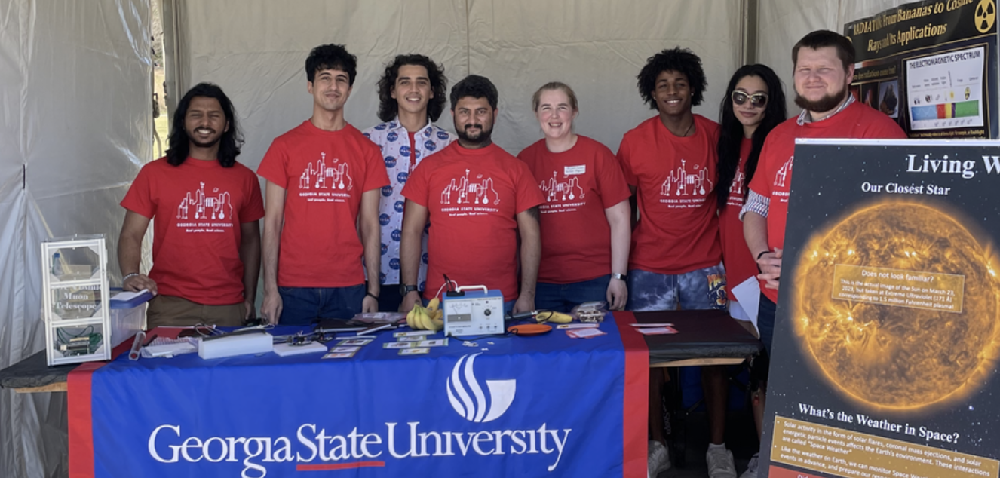 RADIATION: From Bananas to Cosmic
Rays and Its Applications
THE ELECTROMAGNETIC SPECTRUM
GEORGIA STATE UNIVERSITY
Real people. Real science.
GEORGIA STATE UNIVERSITY
Real people. Real science.
GEORGIA STATE UNIVERSITY
Real people. Real science.
GEORGIA STATE UNIVERSITY
GEORGIA STATE UNIVERSITY
Real people. Real science.
Cosmic
Muon
Telescope
Living W
Our Closest Star
Does not look familiar?
This is the actual image of the Sun on March 23,
2023, but taken at Extreme Ultraviolet (171 Å)
corresponding to 1.5 million Fahrenheit plasma!
What's the Weather in Space?
Solar activity in the form of solar flares, coronal mass ejections, and solar
energetic particle events affects the Earth's environment. These interactions
are called "Space Weather"
Like the weather on Earth, we can monitor Space
events in advance, and prepare our
Georgia State University